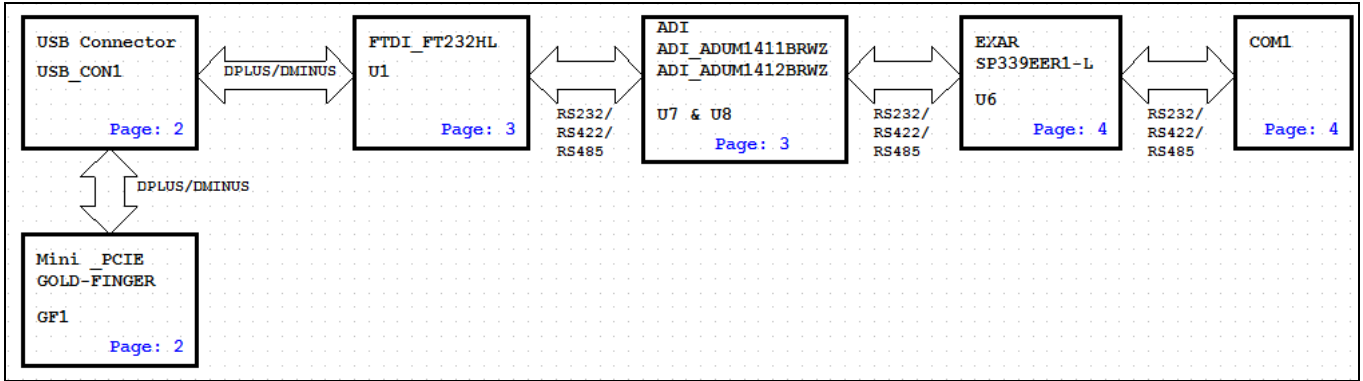 USB Connector
USB_CON1
Page: 2
DPLUS/DMINUS
FTDI_FT232HL
U1
Page: 3
RS232/
RS422/
RS485
ADI
ADI_ADUM1411BRWZ
ADI_ADUM1412BRWZ
U7 & U8
Page: 3
RS232/
RS422/
RS485
EXAR
SP339EER1-L
U6
Page: 4
RS232/
RS422/
RS485
COM1
Page: 4
DPLUS/DMINUS
Mini _PCIE
GOLD-FINGER
GF1
Page: 2